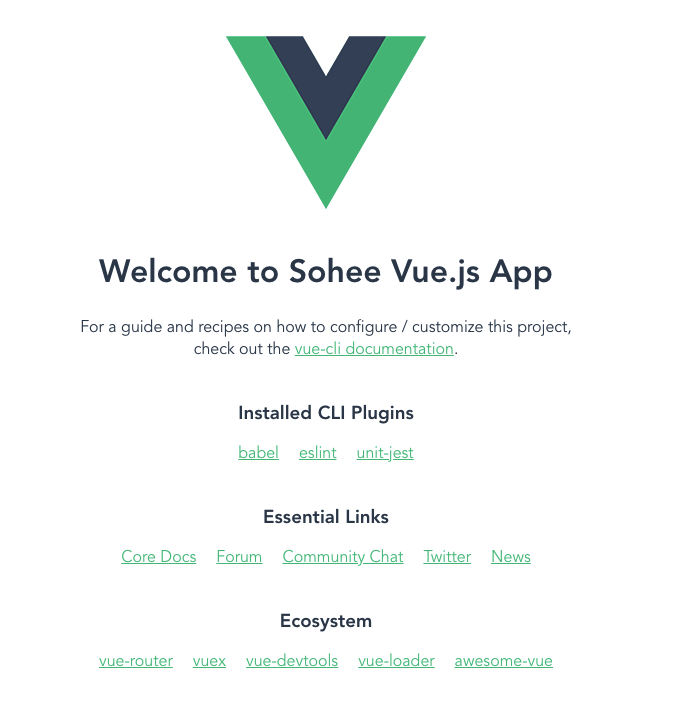 Welcome to Sohee Vue.js App
For a guide and recipes on how to configure / customize this project,
check out the vue-cli documentation.
Installed CLI Plugins
babel eslint unit-jest
Essential Links
Core Docs Forum Community Chat Twitter News
Ecosystem
vue-router vuex vue-devtools vue-loader awesome-vue